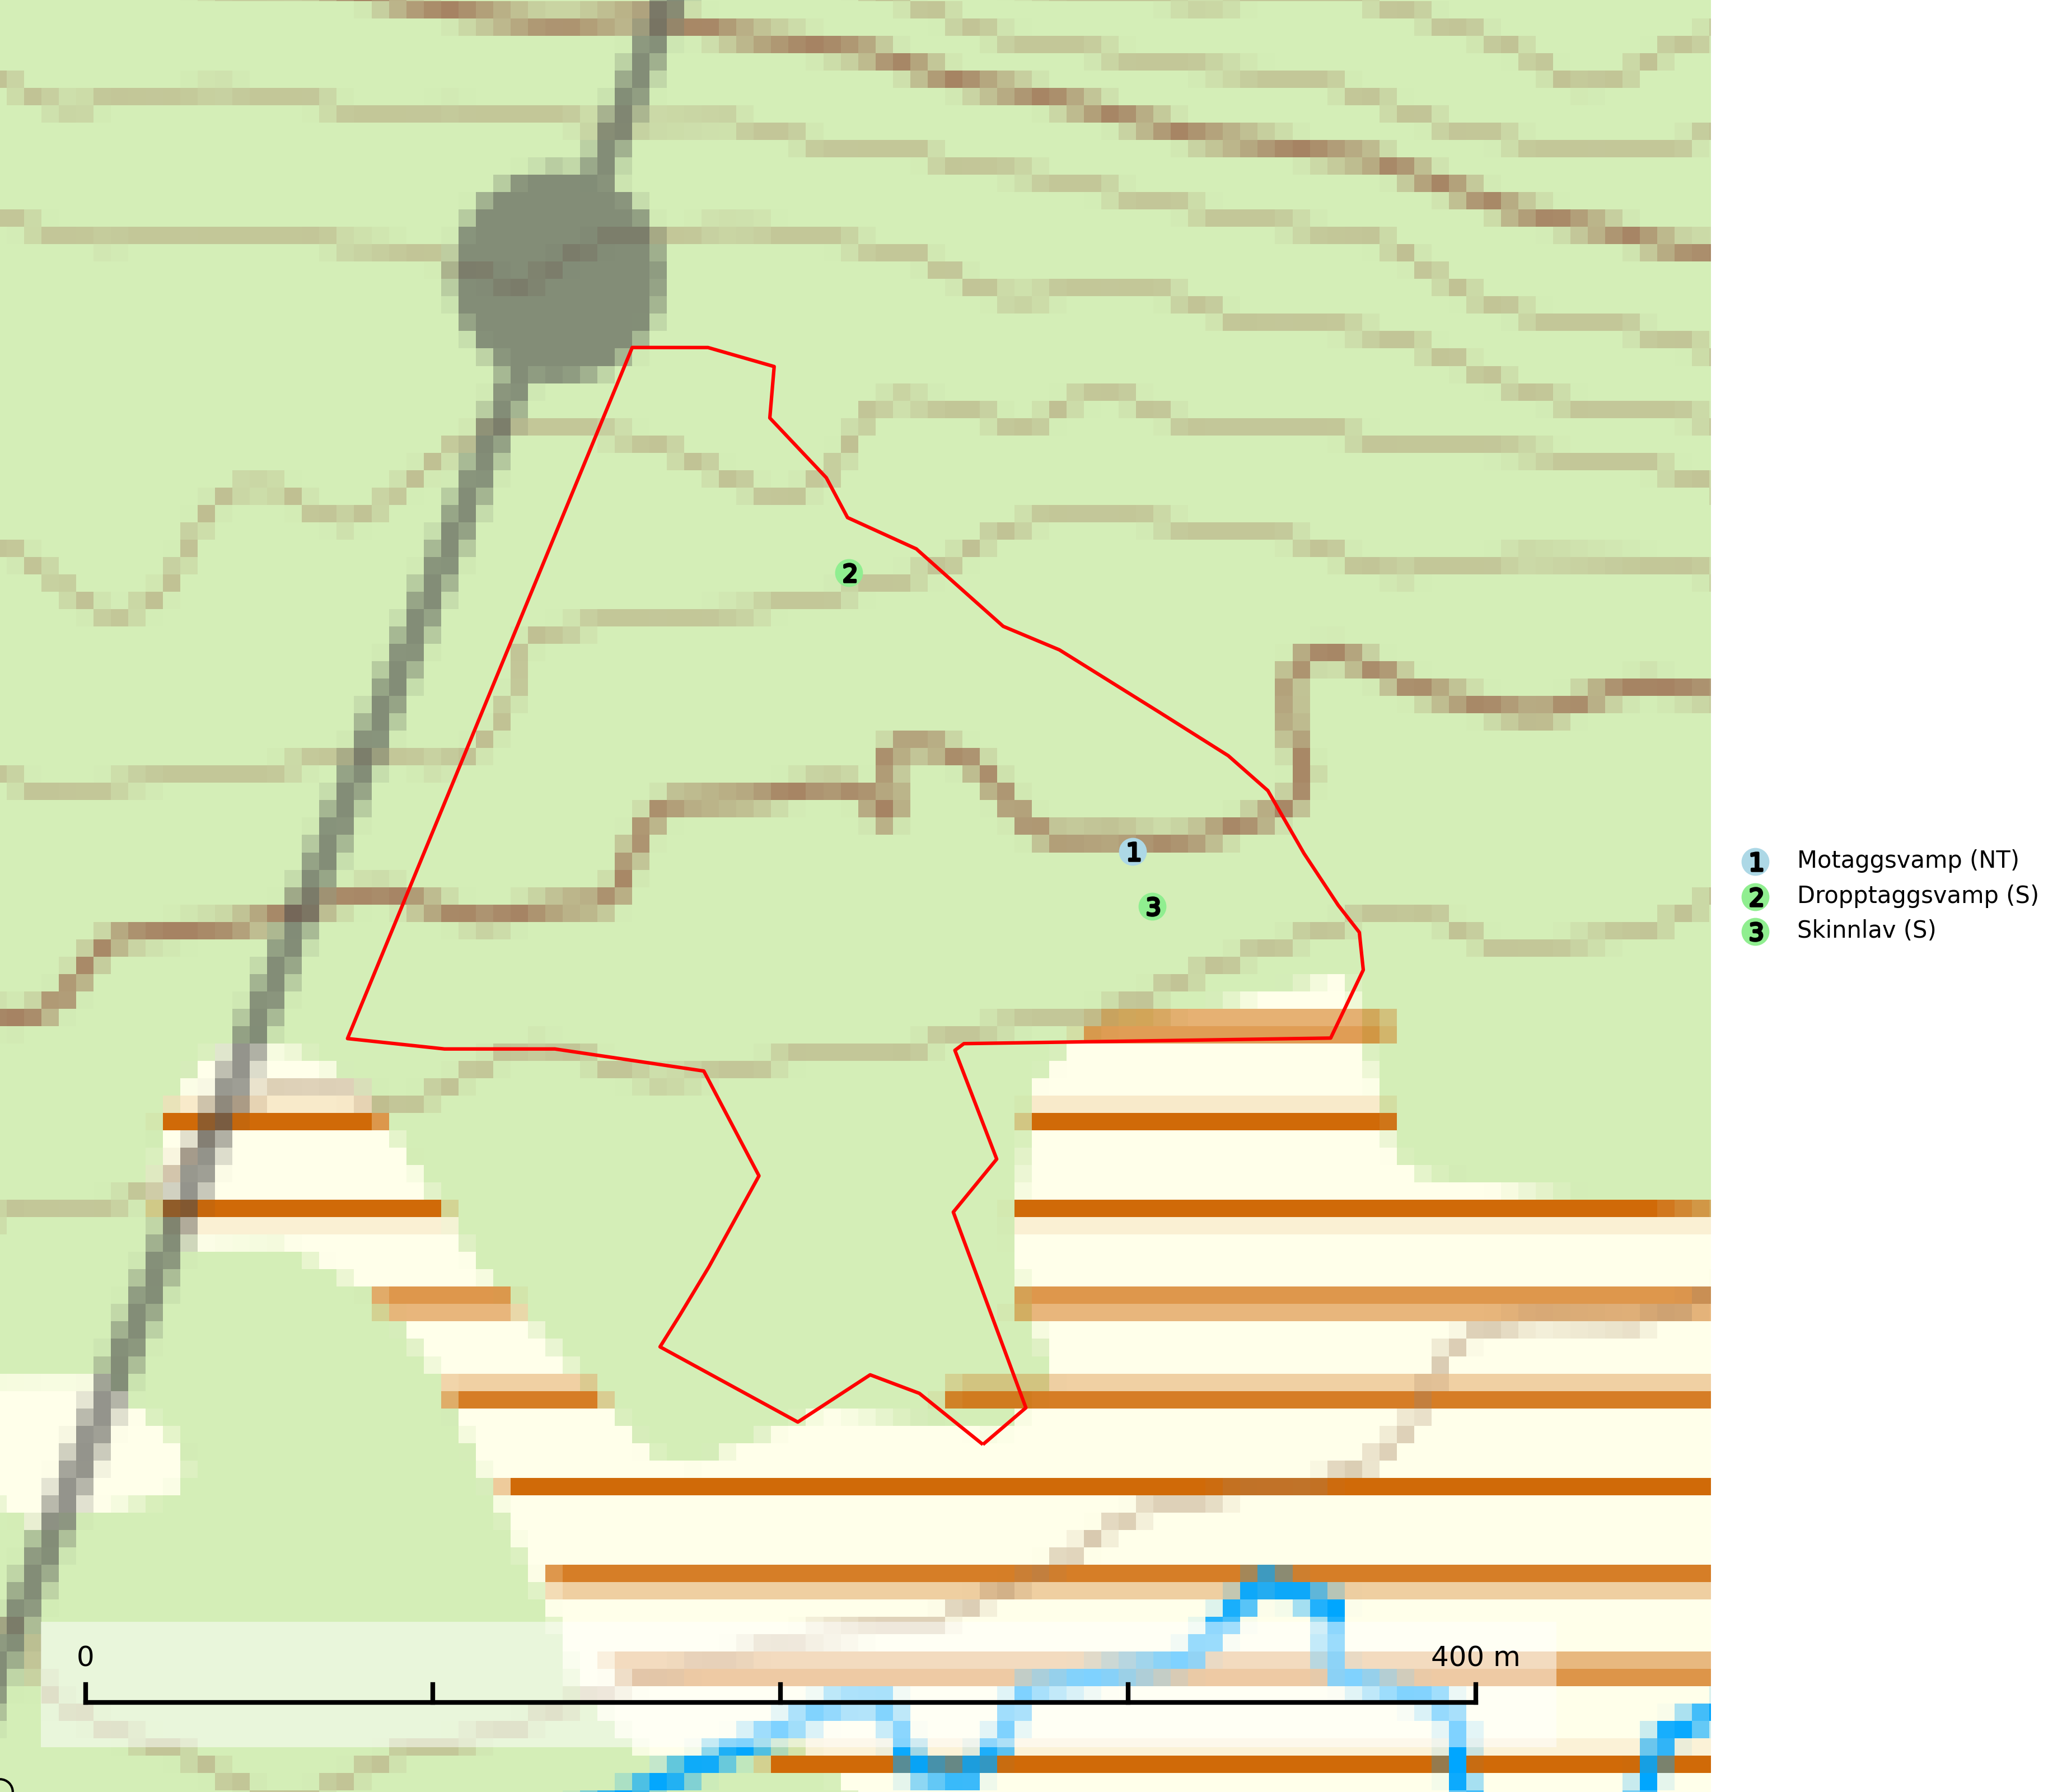 2
1
3
1 Motaggsvamp (NT)
2 Dropptaggsvamp (S)
3 Skinnlav (S)
0 400 m